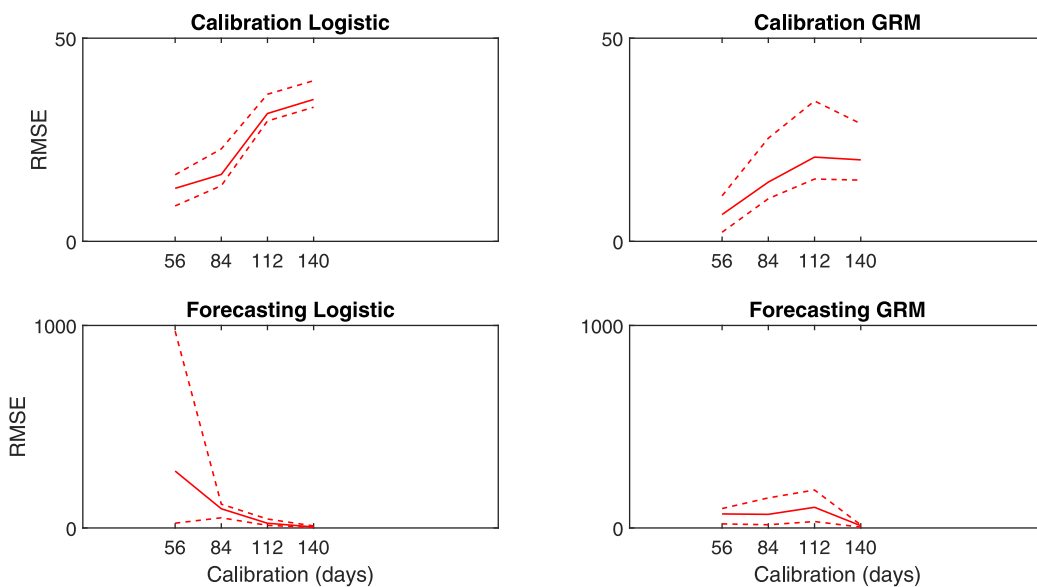 Calibration Logistic
50
RMSE
0
56 84 112 140
Calibration GRM
50
0
56 84 112 140
Forecasting Logistic
1000
RMSE
0
56 84 112 140
Calibration (days)
Forecasting GRM
1000
0
56 84 112 140
Calibration (days)